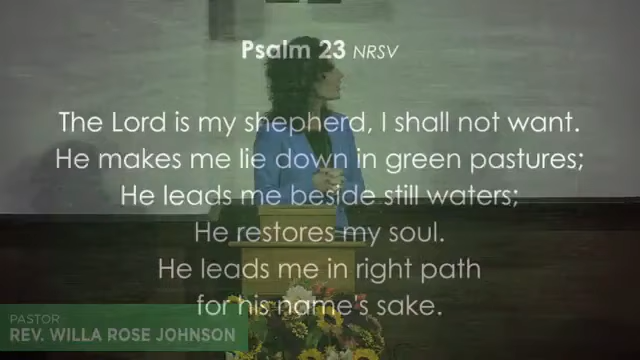 Psalm 23 NRSV
The Lord is my shepherd, I shall not want.
He makes me lie down in green pastures;
He leads me beside still waters;
He restores my soul.
He leads me in right path
for his name's sake.
PASTOR
REV. WILLA ROSE JOHNSON